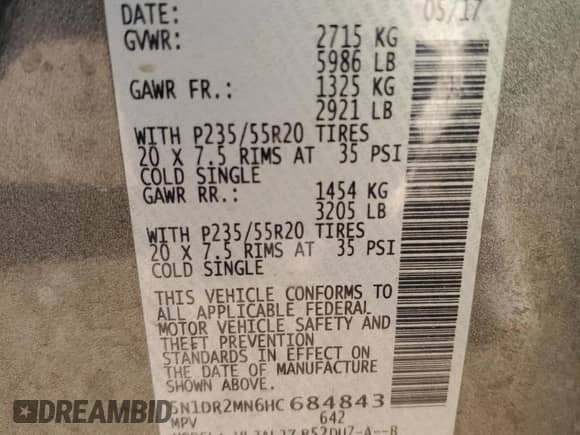 DATE: 05/17
GVWR: 2715 KG
5986 LB
GAWR FR.: 1325 KG
2921 LB
WITH P235/55R20 TIRES
20 X 7.5 RIMS AT 35 PSI
COLD SINGLE
GAWR RR.: 1454 KG
3205 LB
WITH P235/55R20 TIRES
20 X 7.5 RIMS AT 35 PSI
COLD SINGLE
THIS VEHICLE CONFORMS TO
ALL APPLICABLE FEDERAL
MOTOR VEHICLE SAFETY AND
THEFT PREVENTION
STANDARDS IN EFFECT ON
THE DATE OF MANUFACTURE
SHOWN ABOVE.
5N1DR2MN6HC 684843
MPV 642